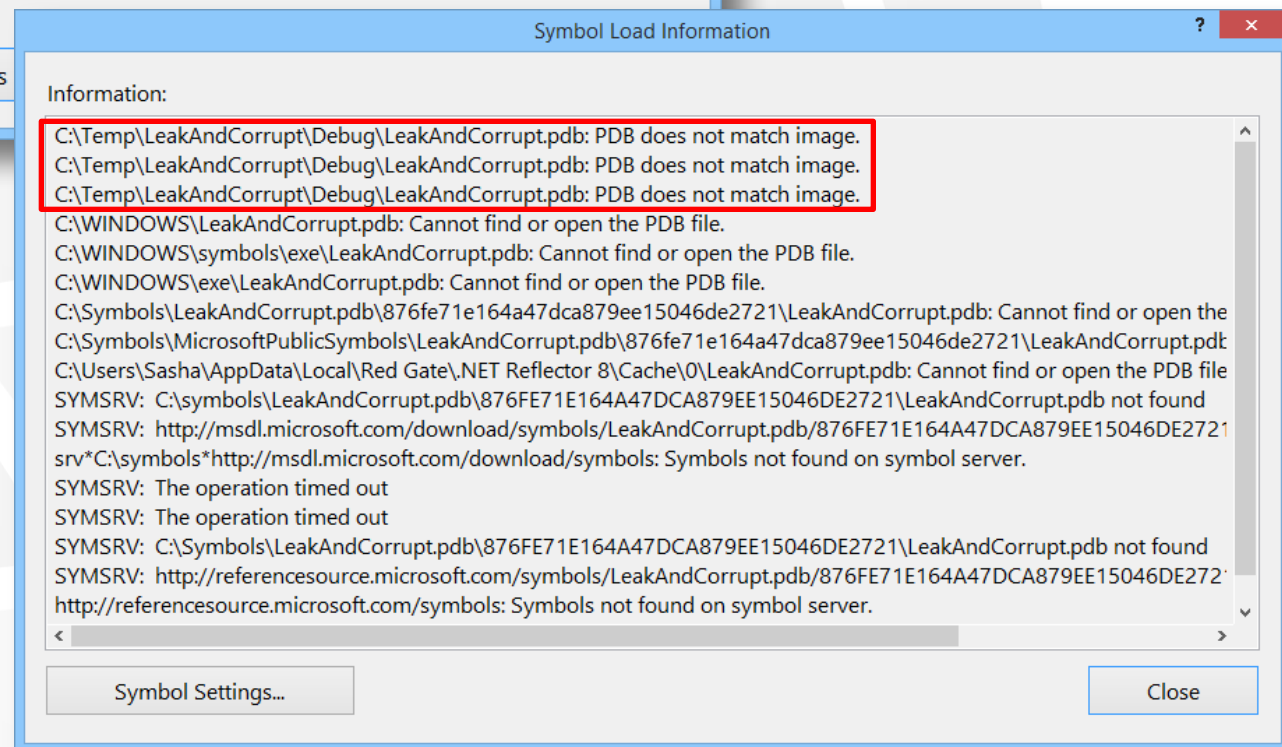 Symbol Load Information
?
s
Information:
C:\Temp\LeakAndCorrupt\Debug\LeakAndCorrupt.pdb: PDB does not match image.
C:\Temp\LeakAndCorrupt\Debug\LeakAndCorrupt.pdb: PDB does not match image.
C:\Temp\LeakAndCorrupt\Debug\LeakAndCorrupt.pdb: PDB does not match image.
C:\WINDOWS\LeakAndCorrupt.pdb: Cannot find or open the PDB file.
C:\WINDOWS\symbols\exe\LeakAndCorrupt.pdb: Cannot find or open the PDB file.
C:\WINDOWS\exe\LeakAndCorrupt.pdb: Cannot find or open the PDB file.
C:\Symbols\LeakAndCorrupt.pdb\876fe71e164a47dca879ee15046de2721\LeakAndCorrupt.pdb: Cannot find or open the
C:\Symbols\MicrosoftPublicSymbols\LeakAndCorrupt.pdb\876fe71e164a47dca879ee15046de2721\LeakAndCorrupt.pdb
C:\Users\Sasha\AppData\Local\Red Gate\.NET Reflector 8\Cache\0\LeakAndCorrupt.pdb: Cannot find or open the PDB file
SYMSRV:  C:\symbols\LeakAndCorrupt.pdb\876FE71E164A47DCA879EE15046DE2721\LeakAndCorrupt.pdb not found
SYMSRV:  http://msdl.microsoft.com/download/symbols/LeakAndCorrupt.pdb/876FE71E164A47DCA879EE15046DE2721
srv*C:\symbols*http://msdl.microsoft.com/download/symbols: Symbols not found on symbol server.
SYMSRV:  The operation timed out
SYMSRV:  The operation timed out
SYMSRV:  C:\Symbols\LeakAndCorrupt.pdb\876FE71E164A47DCA879EE15046DE2721\LeakAndCorrupt.pdb not found
SYMSRV:  http://referencesource.microsoft.com/symbols/LeakAndCorrupt.pdb/876FE71E164A47DCA879EE15046DE272
http://referencesource.microsoft.com/symbols: Symbols not found on symbol server.
Symbol Settings...
Close